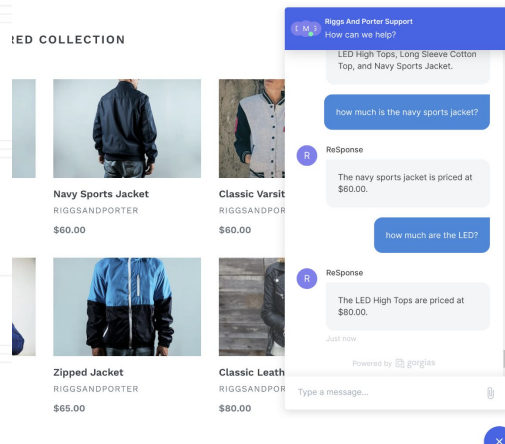 RED COLLECTION
Navy Sports Jacket
RIGGSANDPORTER
$60.00
Classic Varsit
RIGGSANDPOR
$60.00
Zipped Jacket
RIGGSANDPORTER
$65.00
Classic Leath
RIGGSANDPOR
$80.00
Riggs And Porter Support
How can we help?
LED High Tops, Long Sleeve Cotton
Top, and Navy Sports Jacket.
how much is the navy sports jacket?
R
ReSponse
The navy sports jacket is priced at
$60.00.
how much are the LED?
R
ReSponse
The LED High Tops are priced at
$80.00.
Just now
Powered by gorgias
Type a message...